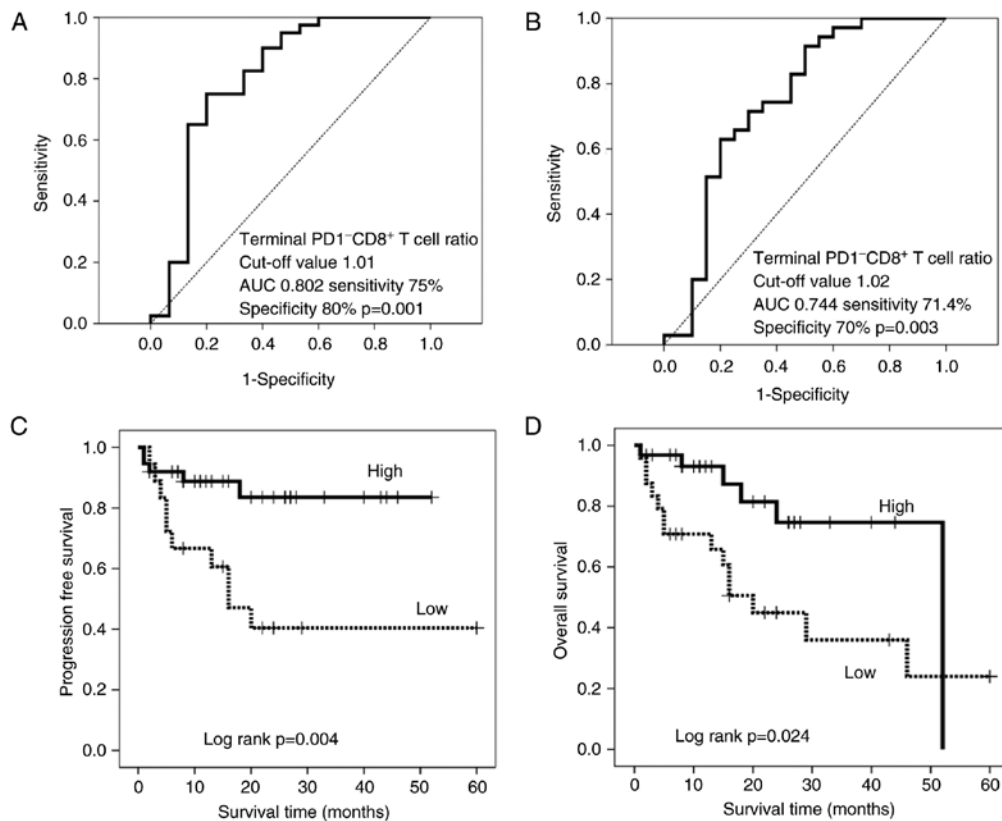 A
1.0
0.8
0.6
0.4
0.2
0.0
Sensitivity
Terminal PD1⁻CD8⁺ T cell ratio
Cut-off value 1.01
AUC 0.802 sensitivity 75%
Specificity 80% p=0.001
0.0 0.2 0.4 0.6 0.8 1.0
1-Specificity
B
1.0
0.8
0.6
0.4
0.2
0.0
Sensitivity
Terminal PD1⁻CD8⁺ T cell ratio
Cut-off value 1.02
AUC 0.744 sensitivity 71.4%
Specificity 70% p=0.003
0.0 0.2 0.4 0.6 0.8 1.0
1-Specificity
C
1.0
0.8
0.6
0.4
0.2
0.0
Progression free survival
High
Low
Log rank p=0.004
0 10 20 30 40 50 60
Survival time (months)
D
1.0
0.8
0.6
0.4
0.2
0.0
Overall survival
High
Low
Log rank p=0.024
0 10 20 30 40 50 60
Survival time (months)